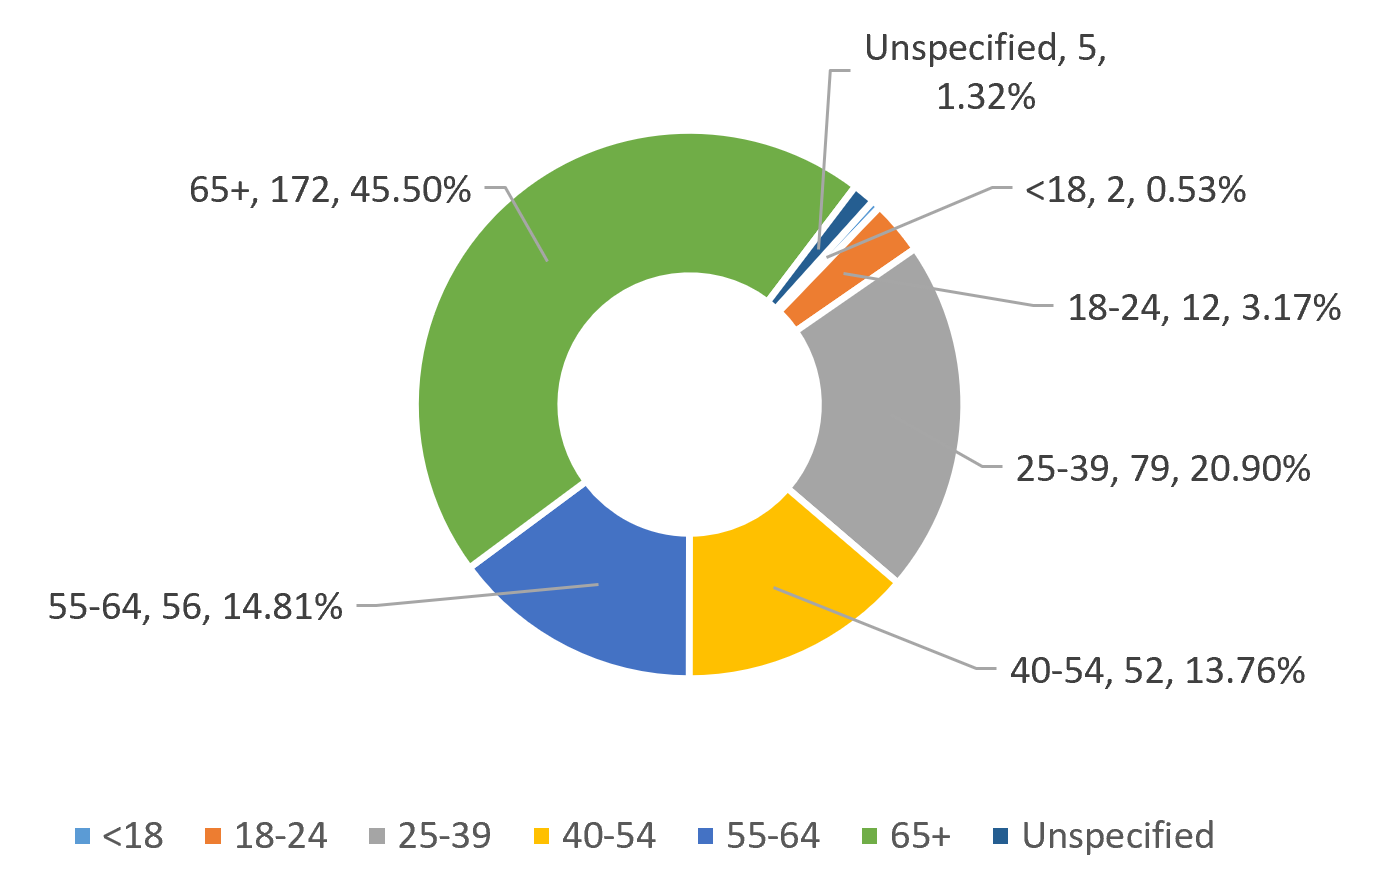 Unspecified, 5,
1.32%
65+, 172, 45.50%
<18, 2, 0.53%
18-24, 12, 3.17%
25-39, 79, 20.90%
55-64, 56, 14.81%
40-54, 52, 13.76%
<18 18-24 25-39 40-54 55-64 65+ Unspecified